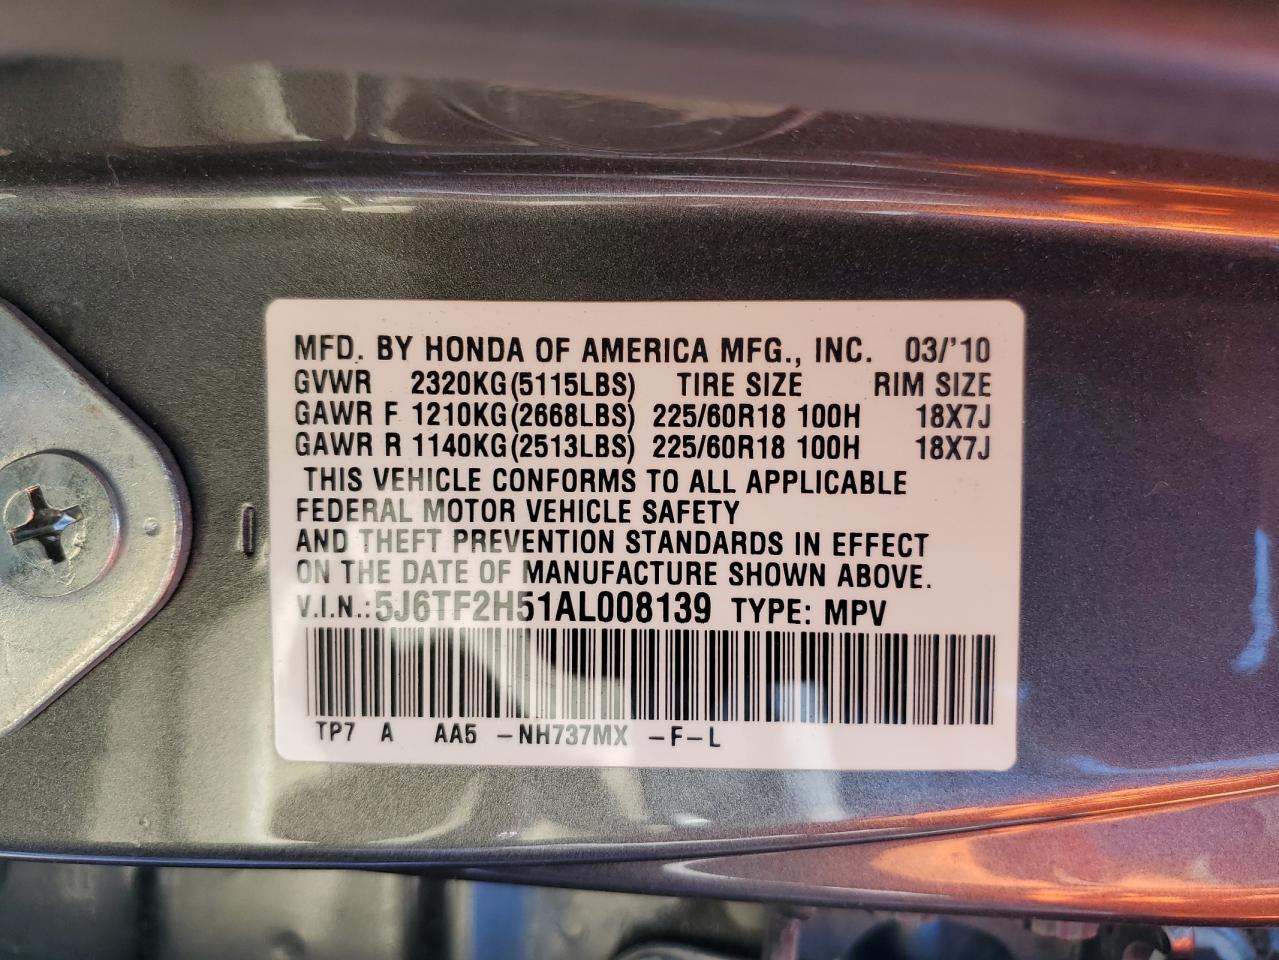 MFD. BY HONDA OF AMERICA MFG., INC. 03/'10
GVWR 2320KG(5115LBS) TIRE SIZE RIM SIZE
GAWR F 1210KG(2668LBS) 225/60R18 100H 18X7J
GAWR R 1140KG(2513LBS) 225/60R18 100H 18X7J
THIS VEHICLE CONFORMS TO ALL APPLICABLE
FEDERAL MOTOR VEHICLE SAFETY
AND THEFT PREVENTION STANDARDS IN EFFECT
ON THE DATE OF MANUFACTURE SHOWN ABOVE.
V.I.N.: 5J6TF2H51AL008139 TYPE: MPV
TP7 A AA5 -NH737MX -F-L